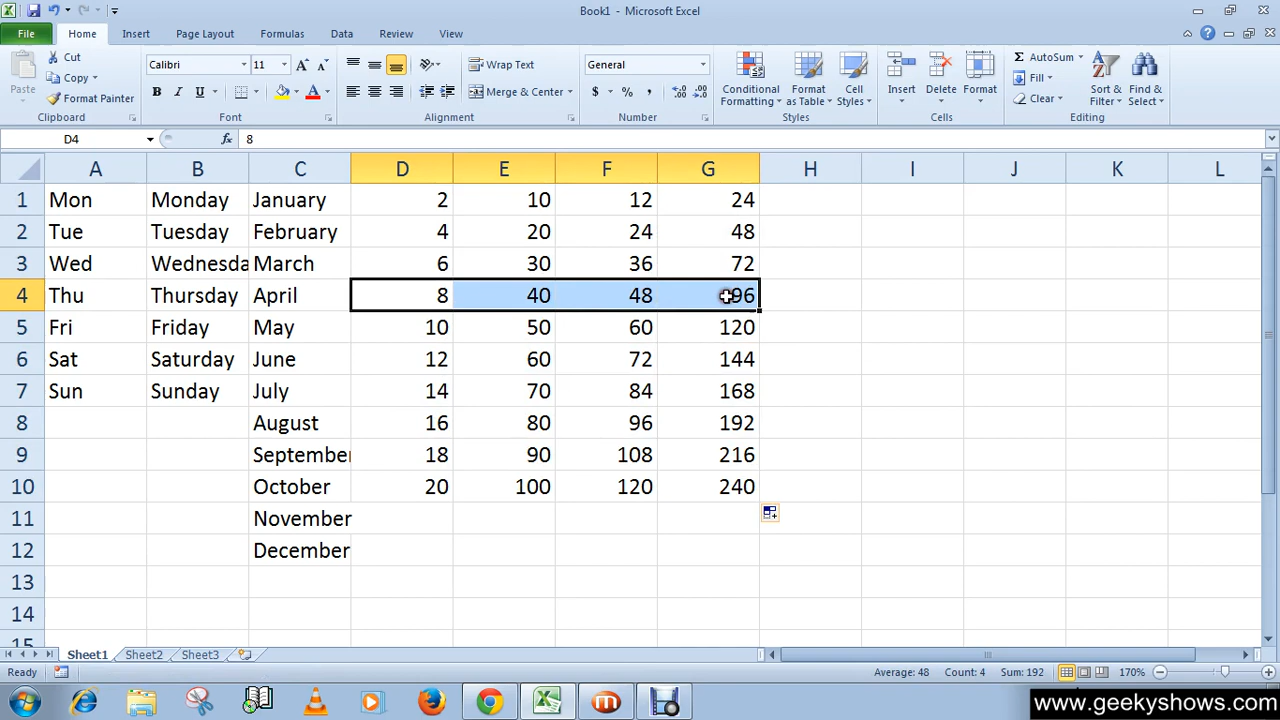 Book1 - Microsoft Excel
File Home Insert Page Layout Formulas Data Review View
Paste Cut Copy Format Painter Clipboard
Calibri 11 B I U A Font
Wrap Text Merge & Center Alignment
General $ % , Number
Conditional Formatting Format as Table Cell Styles Styles
Insert Delete Format Cells
Σ AutoSum Fill Clear Sort & Filter Find & Select Editing
D4 fx 8
A B C D E F G H I J K L
1 Mon Monday January 2 10 12 24
2 Tue Tuesday February 4 20 24 48
3 Wed Wednesda March 6 30 36 72
4 Thu Thursday April 8 40 48 96
5 Fri Friday May 10 50 60 120
6 Sat Saturday June 12 60 72 144
7 Sun Sunday July 14 70 84 168
8 August 16 80 96 192
9 September 18 90 108 216
10 October 20 100 120 240
11 November
12 December
13
14
15
Sheet1 Sheet2 Sheet3
Ready Average: 48 Count: 4 Sum: 192 170%
www.geekyshows.com